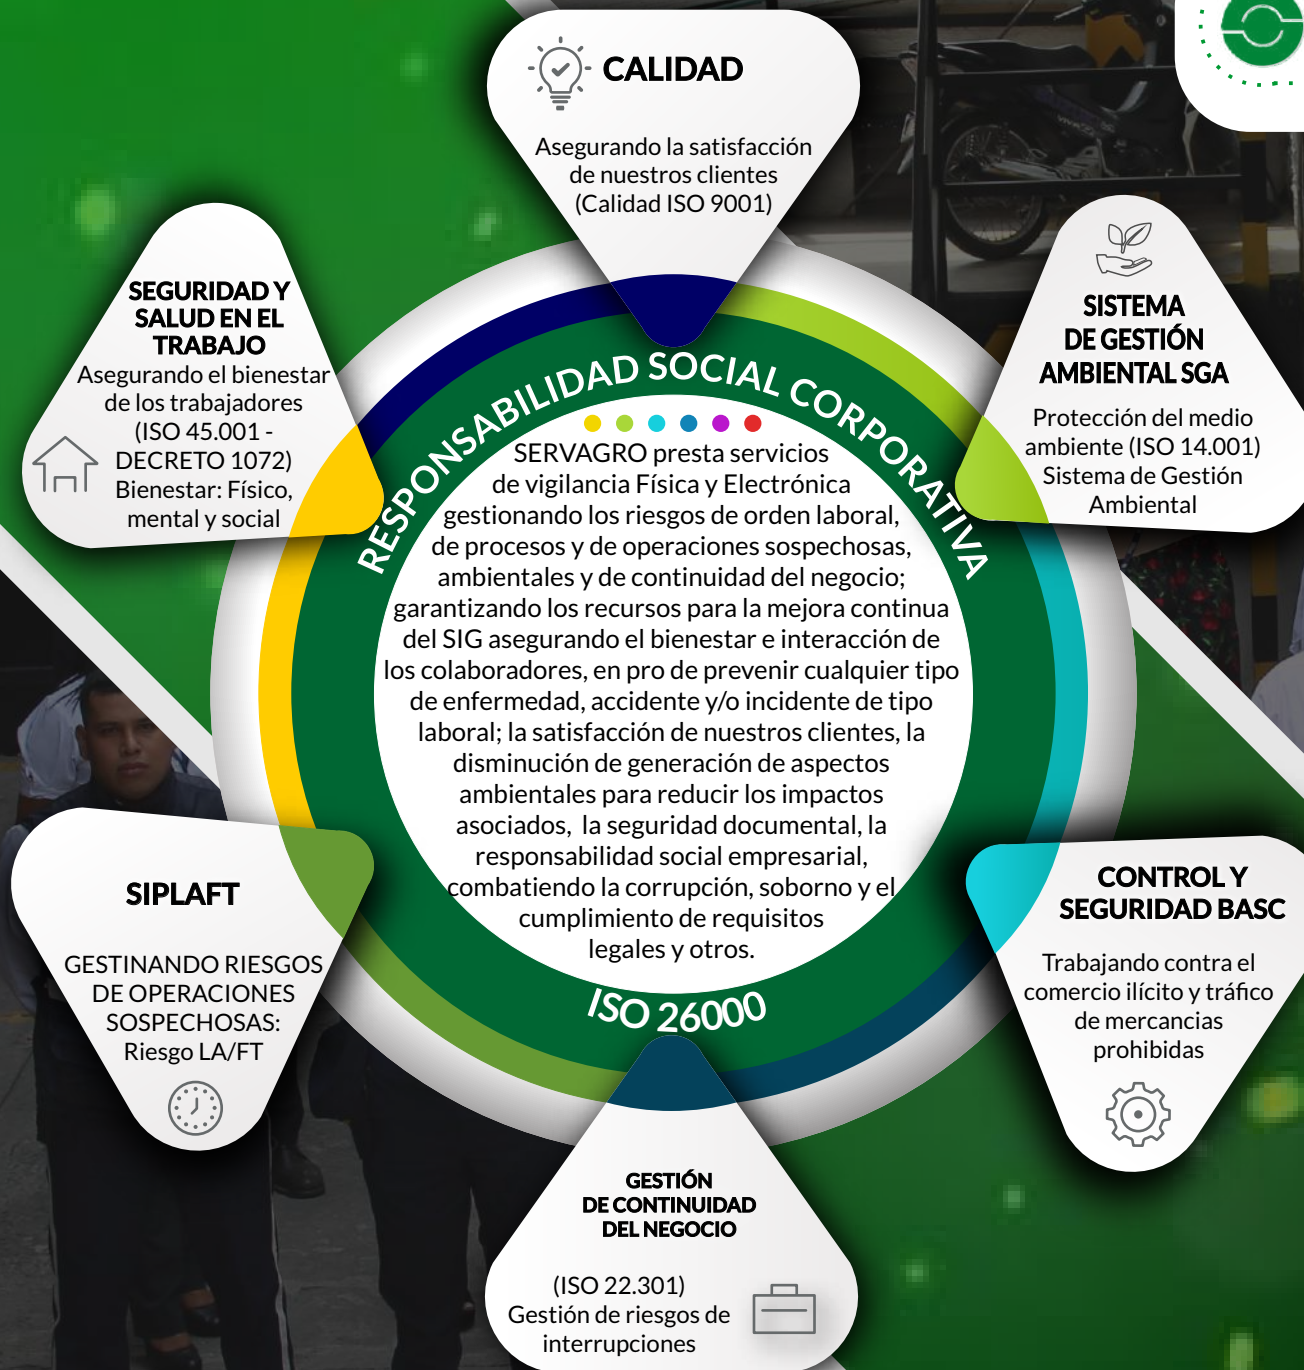 CALIDAD
Asegurando la satisfacción
de nuestros clientes
(Calidad ISO 9001)
SISTEMA
DE GESTIÓN
AMBIENTAL SGA
Protección del medio
ambiente (ISO 14.001)
Sistema de Gestión
Ambiental
SEGURIDAD Y
SALUD EN EL
TRABAJO
Asegurando el bienestar
de los trabajadores
(ISO 45.001 -
DECRETO 1072)
Bienestar: Físico,
mental y social
RESPONSABILIDAD SOCIAL CORPORATIVA
SERVAGRO presta servicios
de vigilancia Física y Electrónica
gestionando los riesgos de orden laboral,
de procesos y de operaciones sospechosas,
ambientales y de continuidad del negocio;
garantizando los recursos para la mejora continua
del SIG asegurando el bienestar e interacción de
los colaboradores, en pro de prevenir cualquier tipo
de enfermedad, accidente y/o incidente de tipo
laboral; la satisfacción de nuestros clientes, la
disminución de generación de aspectos
ambientales para reducir los impactos
asociados, la seguridad documental, la
responsabilidad social empresarial,
combatiendo la corrupción, soborno y el
cumplimiento de requisitos
legales y otros.
ISO 26000
SIPLAFT
GESTINANDO RIESGOS
DE OPERACIONES
SOSPECHOSAS:
Riesgo LA/FT
CONTROL Y
SEGURIDAD BASC
Trabajando contra el
comercio ilícito y tráfico
de mercancias
prohibidas
GESTIÓN
DE CONTINUIDAD
DEL NEGOCIO
(ISO 22.301)
Gestión de riesgos de
interrupciones